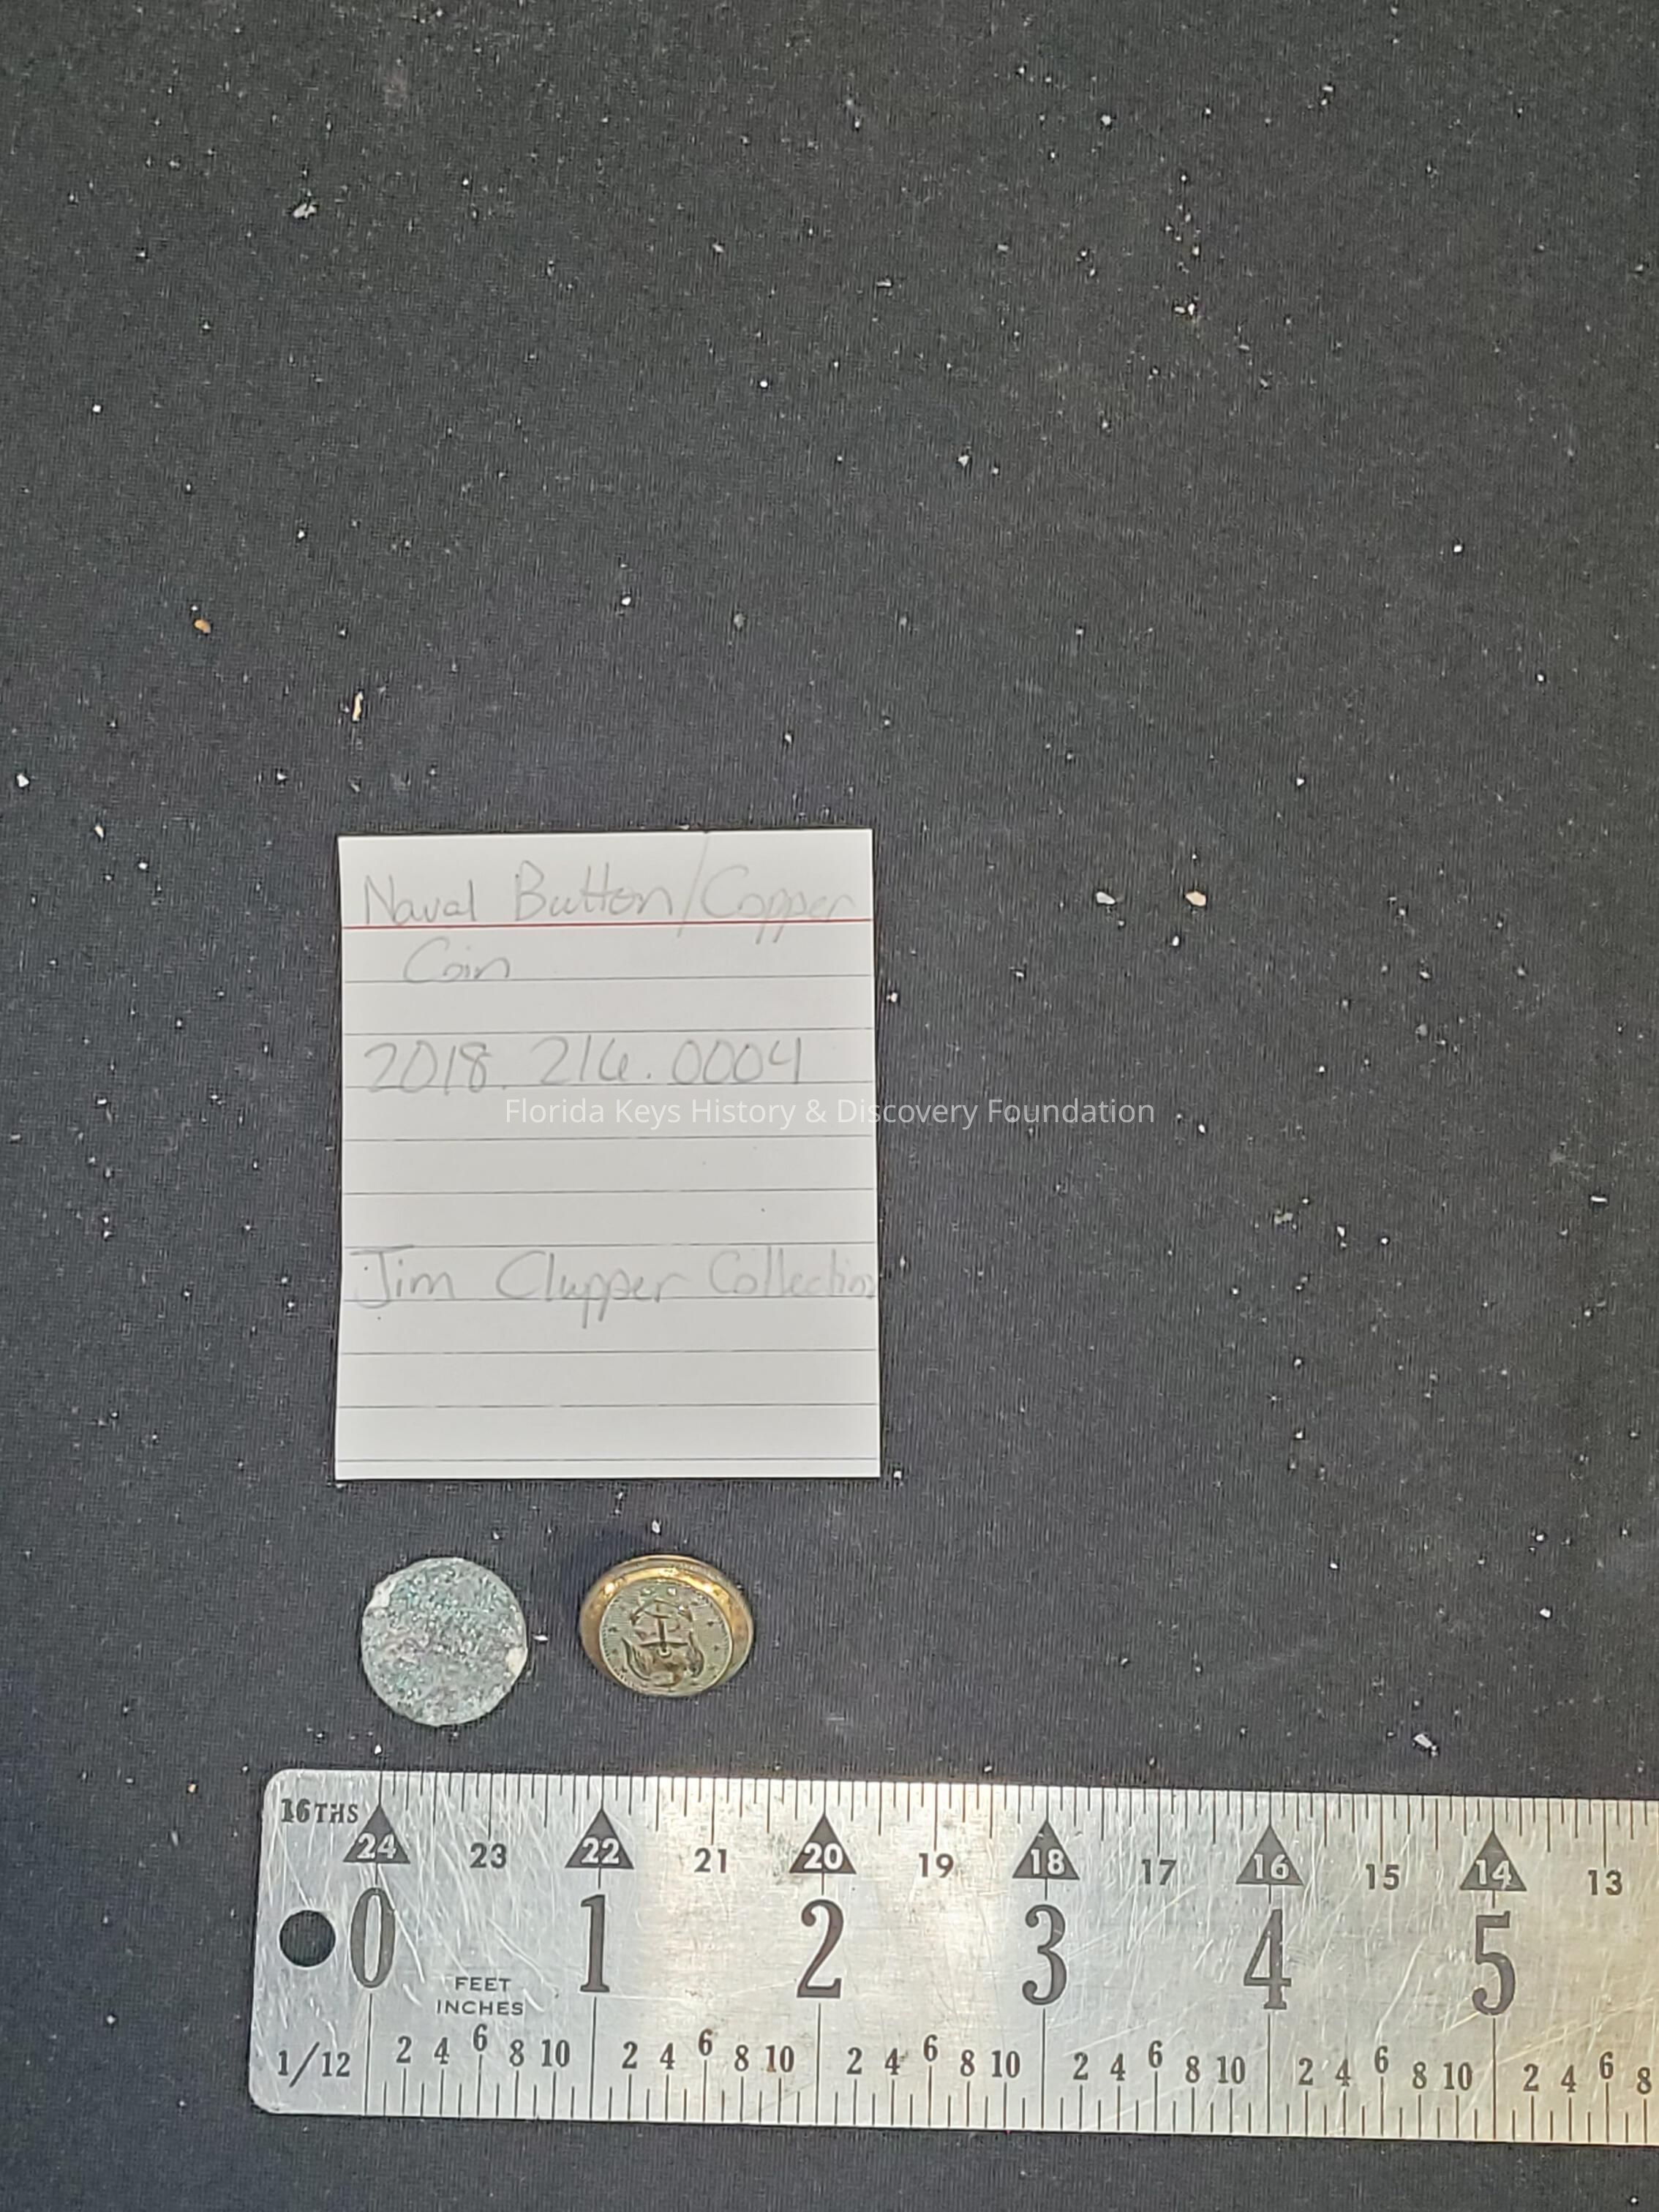 Naval Button/Copper
Coin
2018.216.0004
Florida Keys History & Discovery Foundation
Jim Clupper Collection
16THS 24 23 22 21 20 19 18 17 16 15 14 13
0 1 2 3 4 5
FEET
INCHES
1/12 2 4 6 8 10 2 4 6 8 10 2 4 6 8 10 2 4 6 8 10 2 4 6 8 10 2 4 6 8